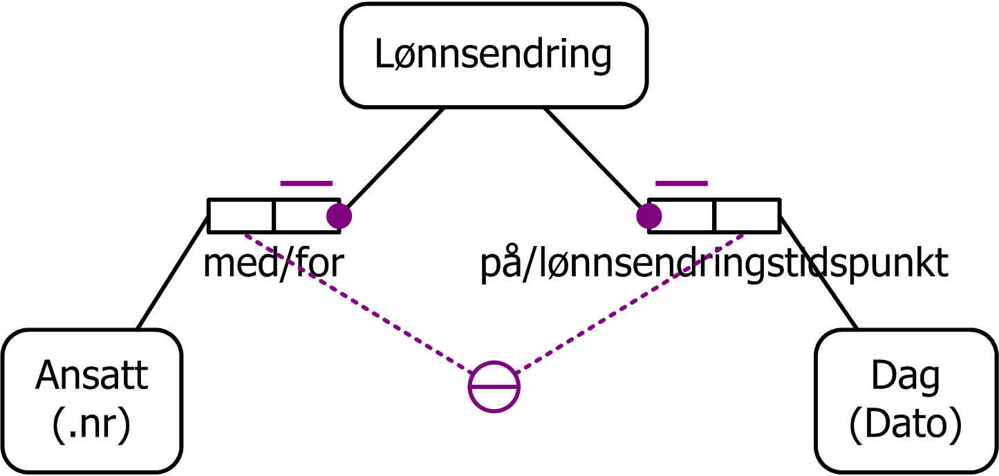 Lønnsendring
med/for
på/lønnsendringstidspunkt
Ansatt
(.nr)
Dag
(Dato)